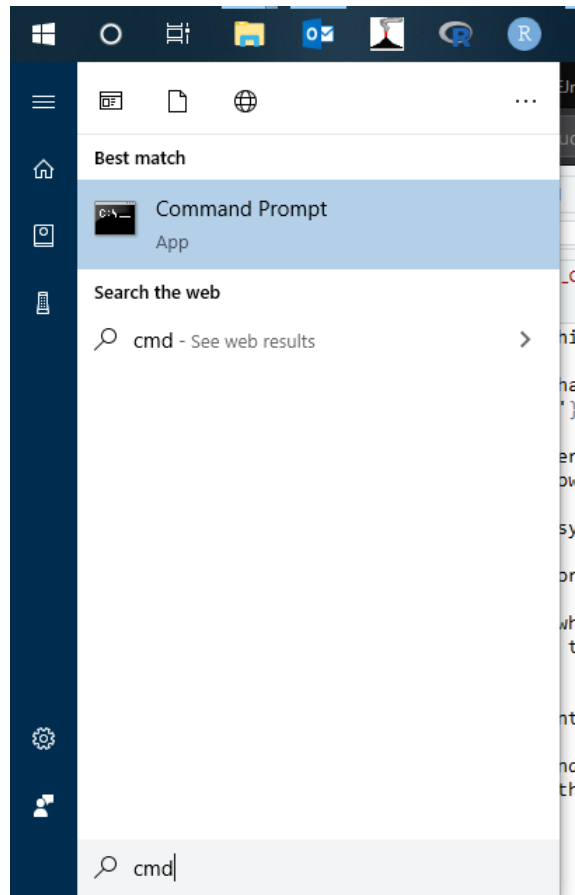 R
R
...
Best match
C:\_
Command Prompt
App
Search the web
cmd - See web results
cmd